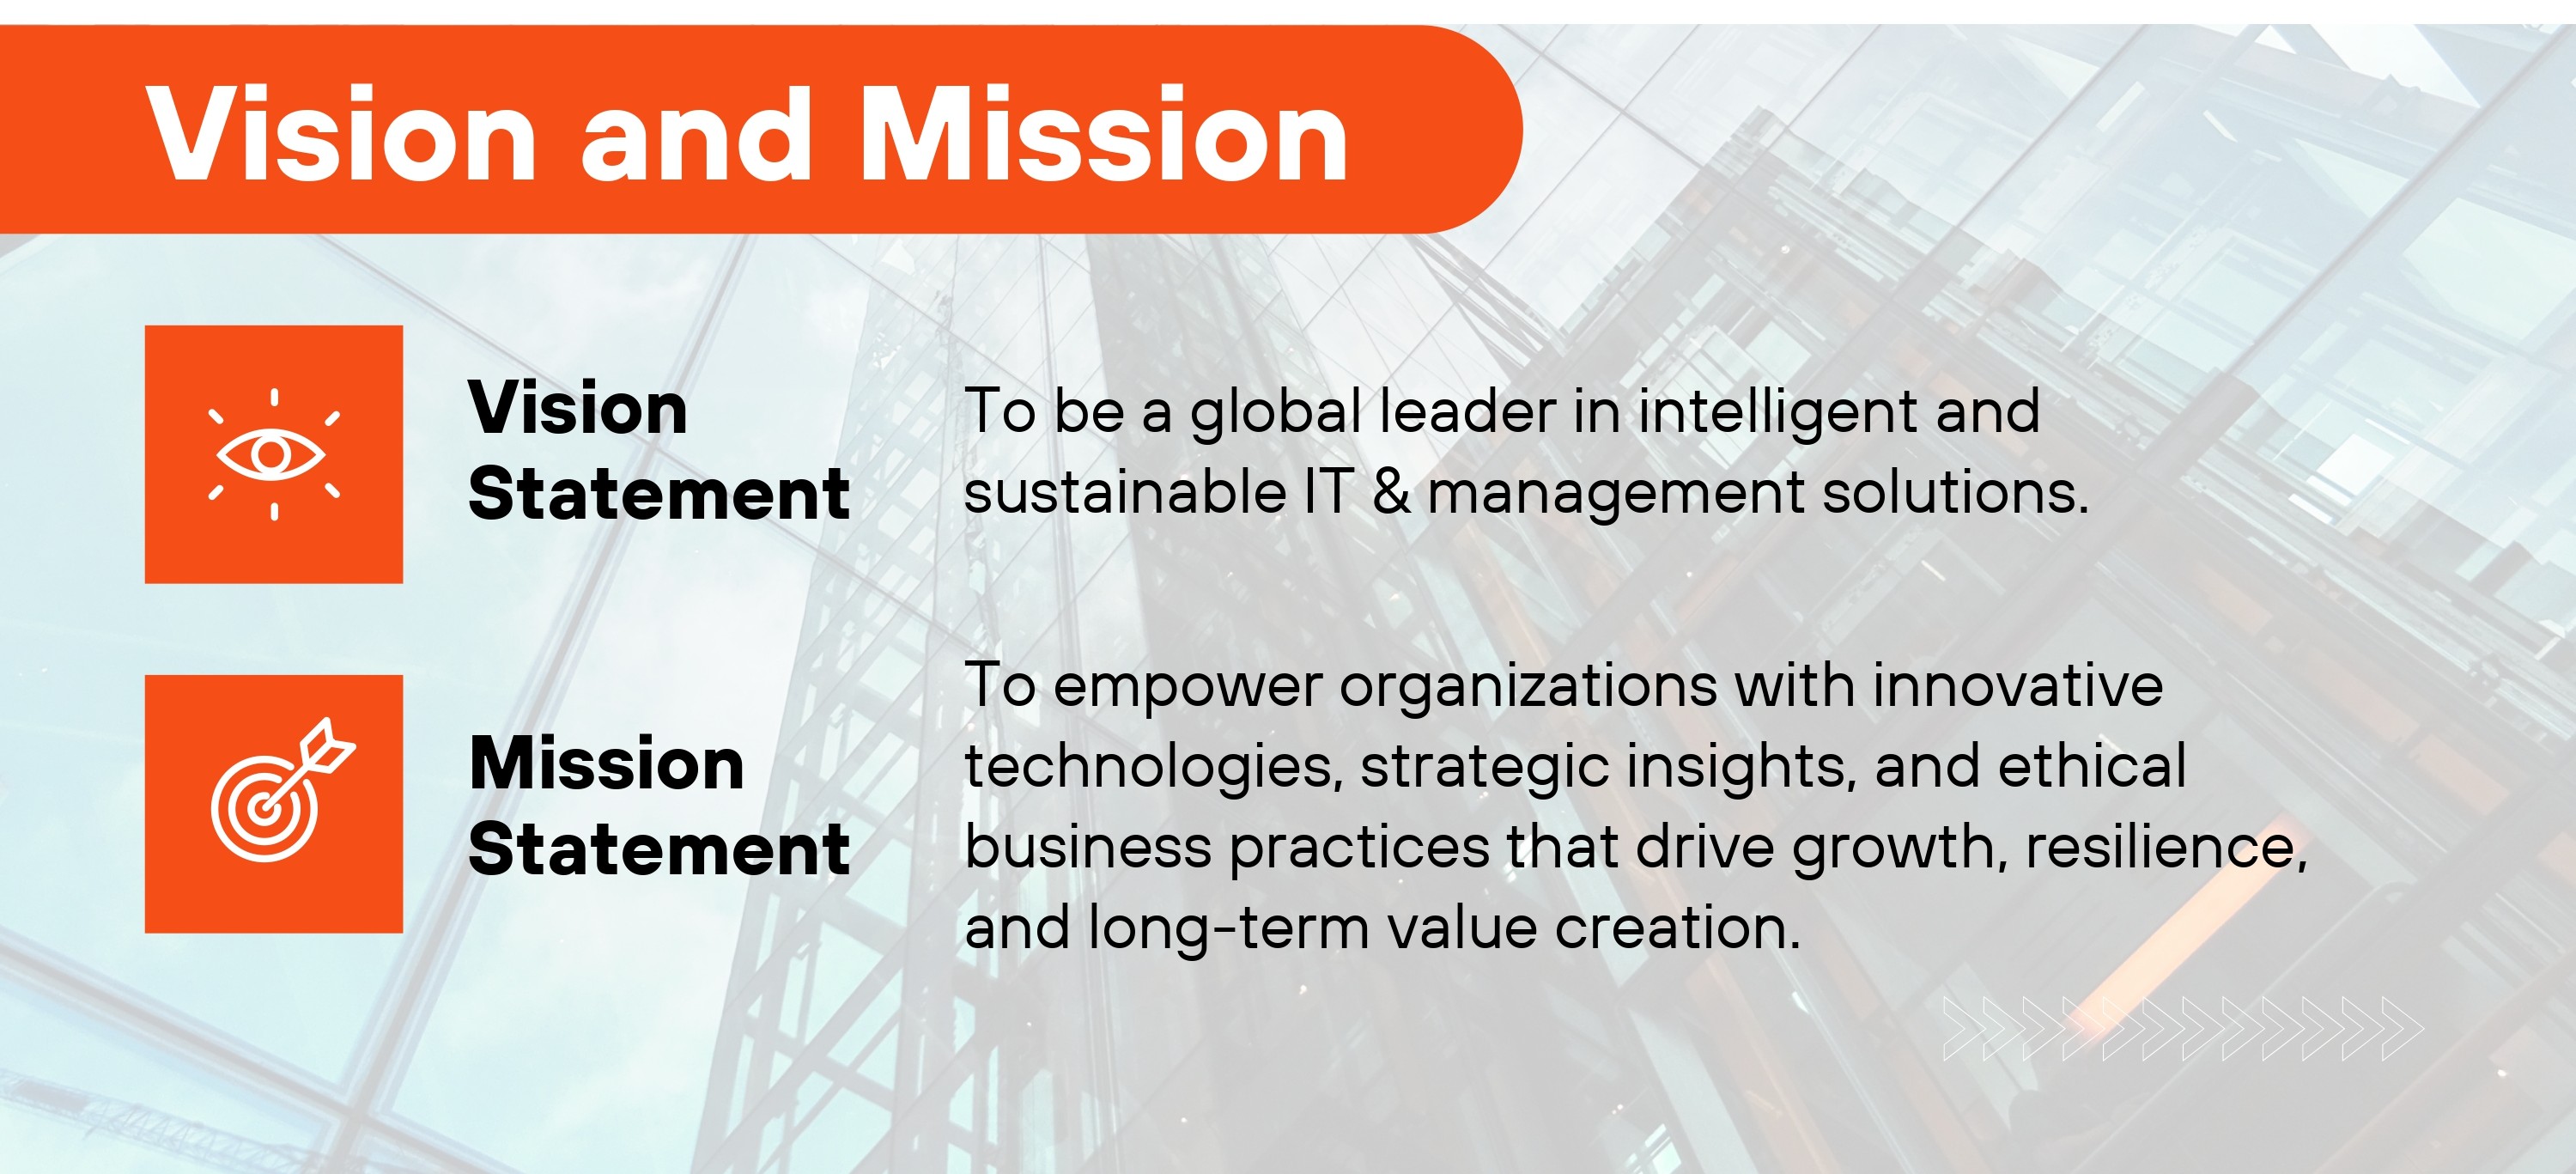 Vision and Mission
Vision
Statement
To be a global leader in intelligent and
sustainable IT & management solutions.
Mission
Statement
To empower organizations with innovative
technologies, strategic insights, and ethical
business practices that drive growth, resilience,
and long-term value creation.